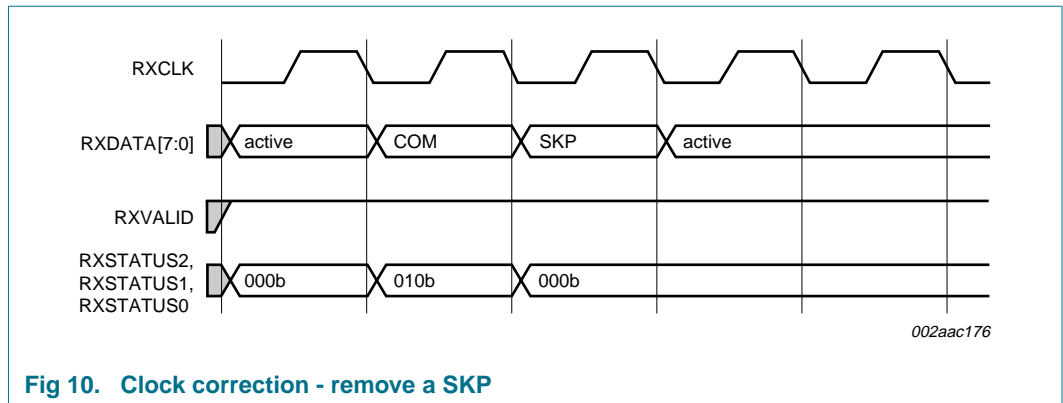 RXCLK
RXDATA[7:0]
active
COM
SKP
active
RXVALID
RXSTATUS2,
RXSTATUS1,
RXSTATUS0
000b
010b
000b
002aac176
Fig 10. Clock correction - remove a SKP